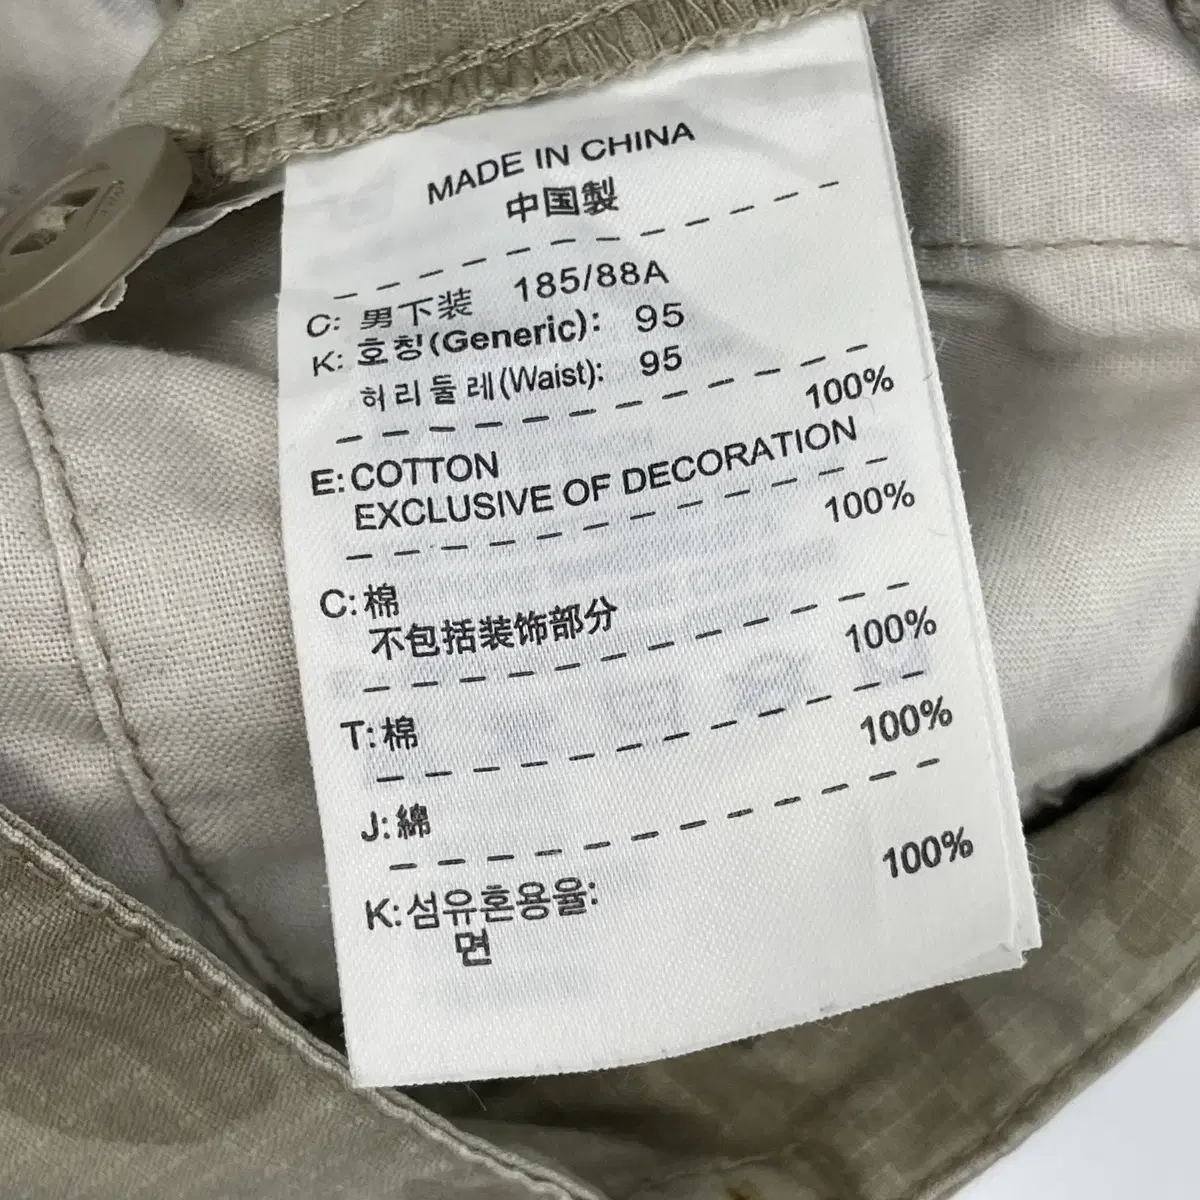 MADE IN CHINA
中国製
C: 男下装 185/88A
K: 호칭(Generic): 95
허리둘레(Waist): 95
100%
E: COTTON
EXCLUSIVE OF DECORATION
100%
C: 棉
不包括装饰部分
100%
T: 棉
100%
J: 綿
100%
K: 섬유혼용율:
면